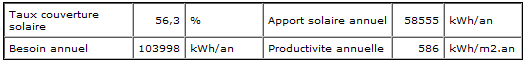 Taux couverture solaire 56,3 % Apport solaire annuel 58555 kWh/an
Besoin annuel 103998 kWh/an Productivite annuelle 586 kWh/m2.an